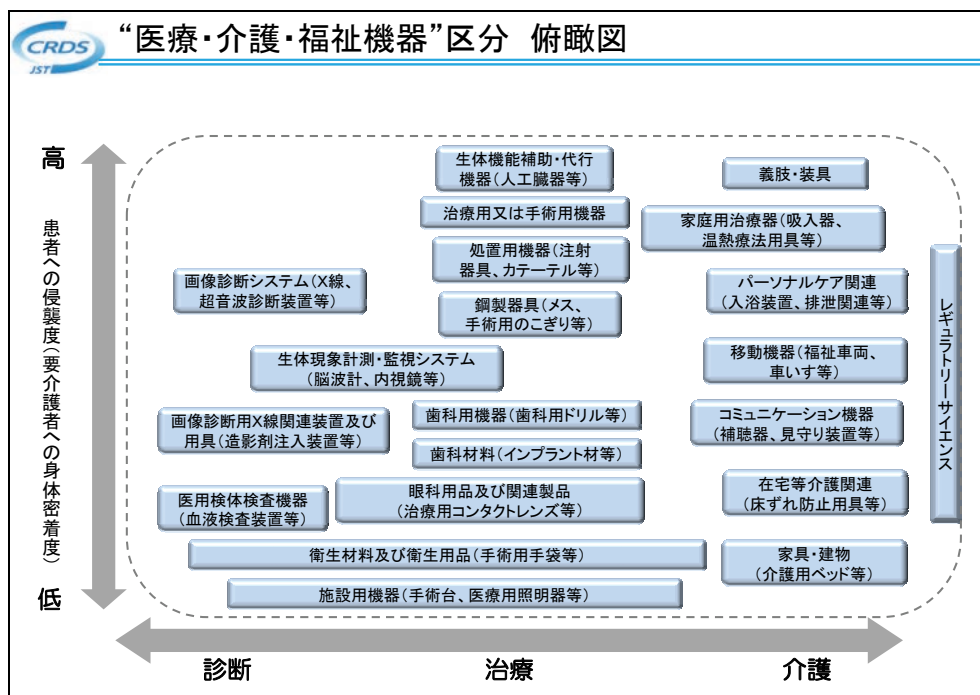 CRDS
JST
“医療・介護・福祉機器”区分　俯瞰図
高
患者への侵襲度（要介護者への身体密着度）
低
生体機能補助・代行
機器（人工臓器等）
義肢・装具
治療用又は手術用機器
家庭用治療器（吸入器、
温熱療法用具等）
処置用機器（注射
器具、カテーテル等）
画像診断システム（X線、
超音波診断装置等）
パーソナルケア関連
（入浴装置、排泄関連等）
鋼製器具（メス、
手術用のこぎり等）
生体現象計測・監視システム
（脳波計、内視鏡等）
移動機器（福祉車両、
車いす等）
画像診断用X線関連装置及び
用具（造影剤注入装置等）
歯科用機器（歯科用ドリル等）
コミュニケーション機器
（補聴器、見守り装置等）
歯科材料（インプラント材等）
医用検体検査機器
（血液検査装置等）
眼科用品及び関連製品
（治療用コンタクトレンズ等）
在宅等介護関連
（床ずれ防止用具等）
衛生材料及び衛生用品（手術用手袋等）
家具・建物
（介護用ベッド等）
施設用機器（手術台、医療用照明器等）
レギュラトリーサイエンス
診断
治療
介護